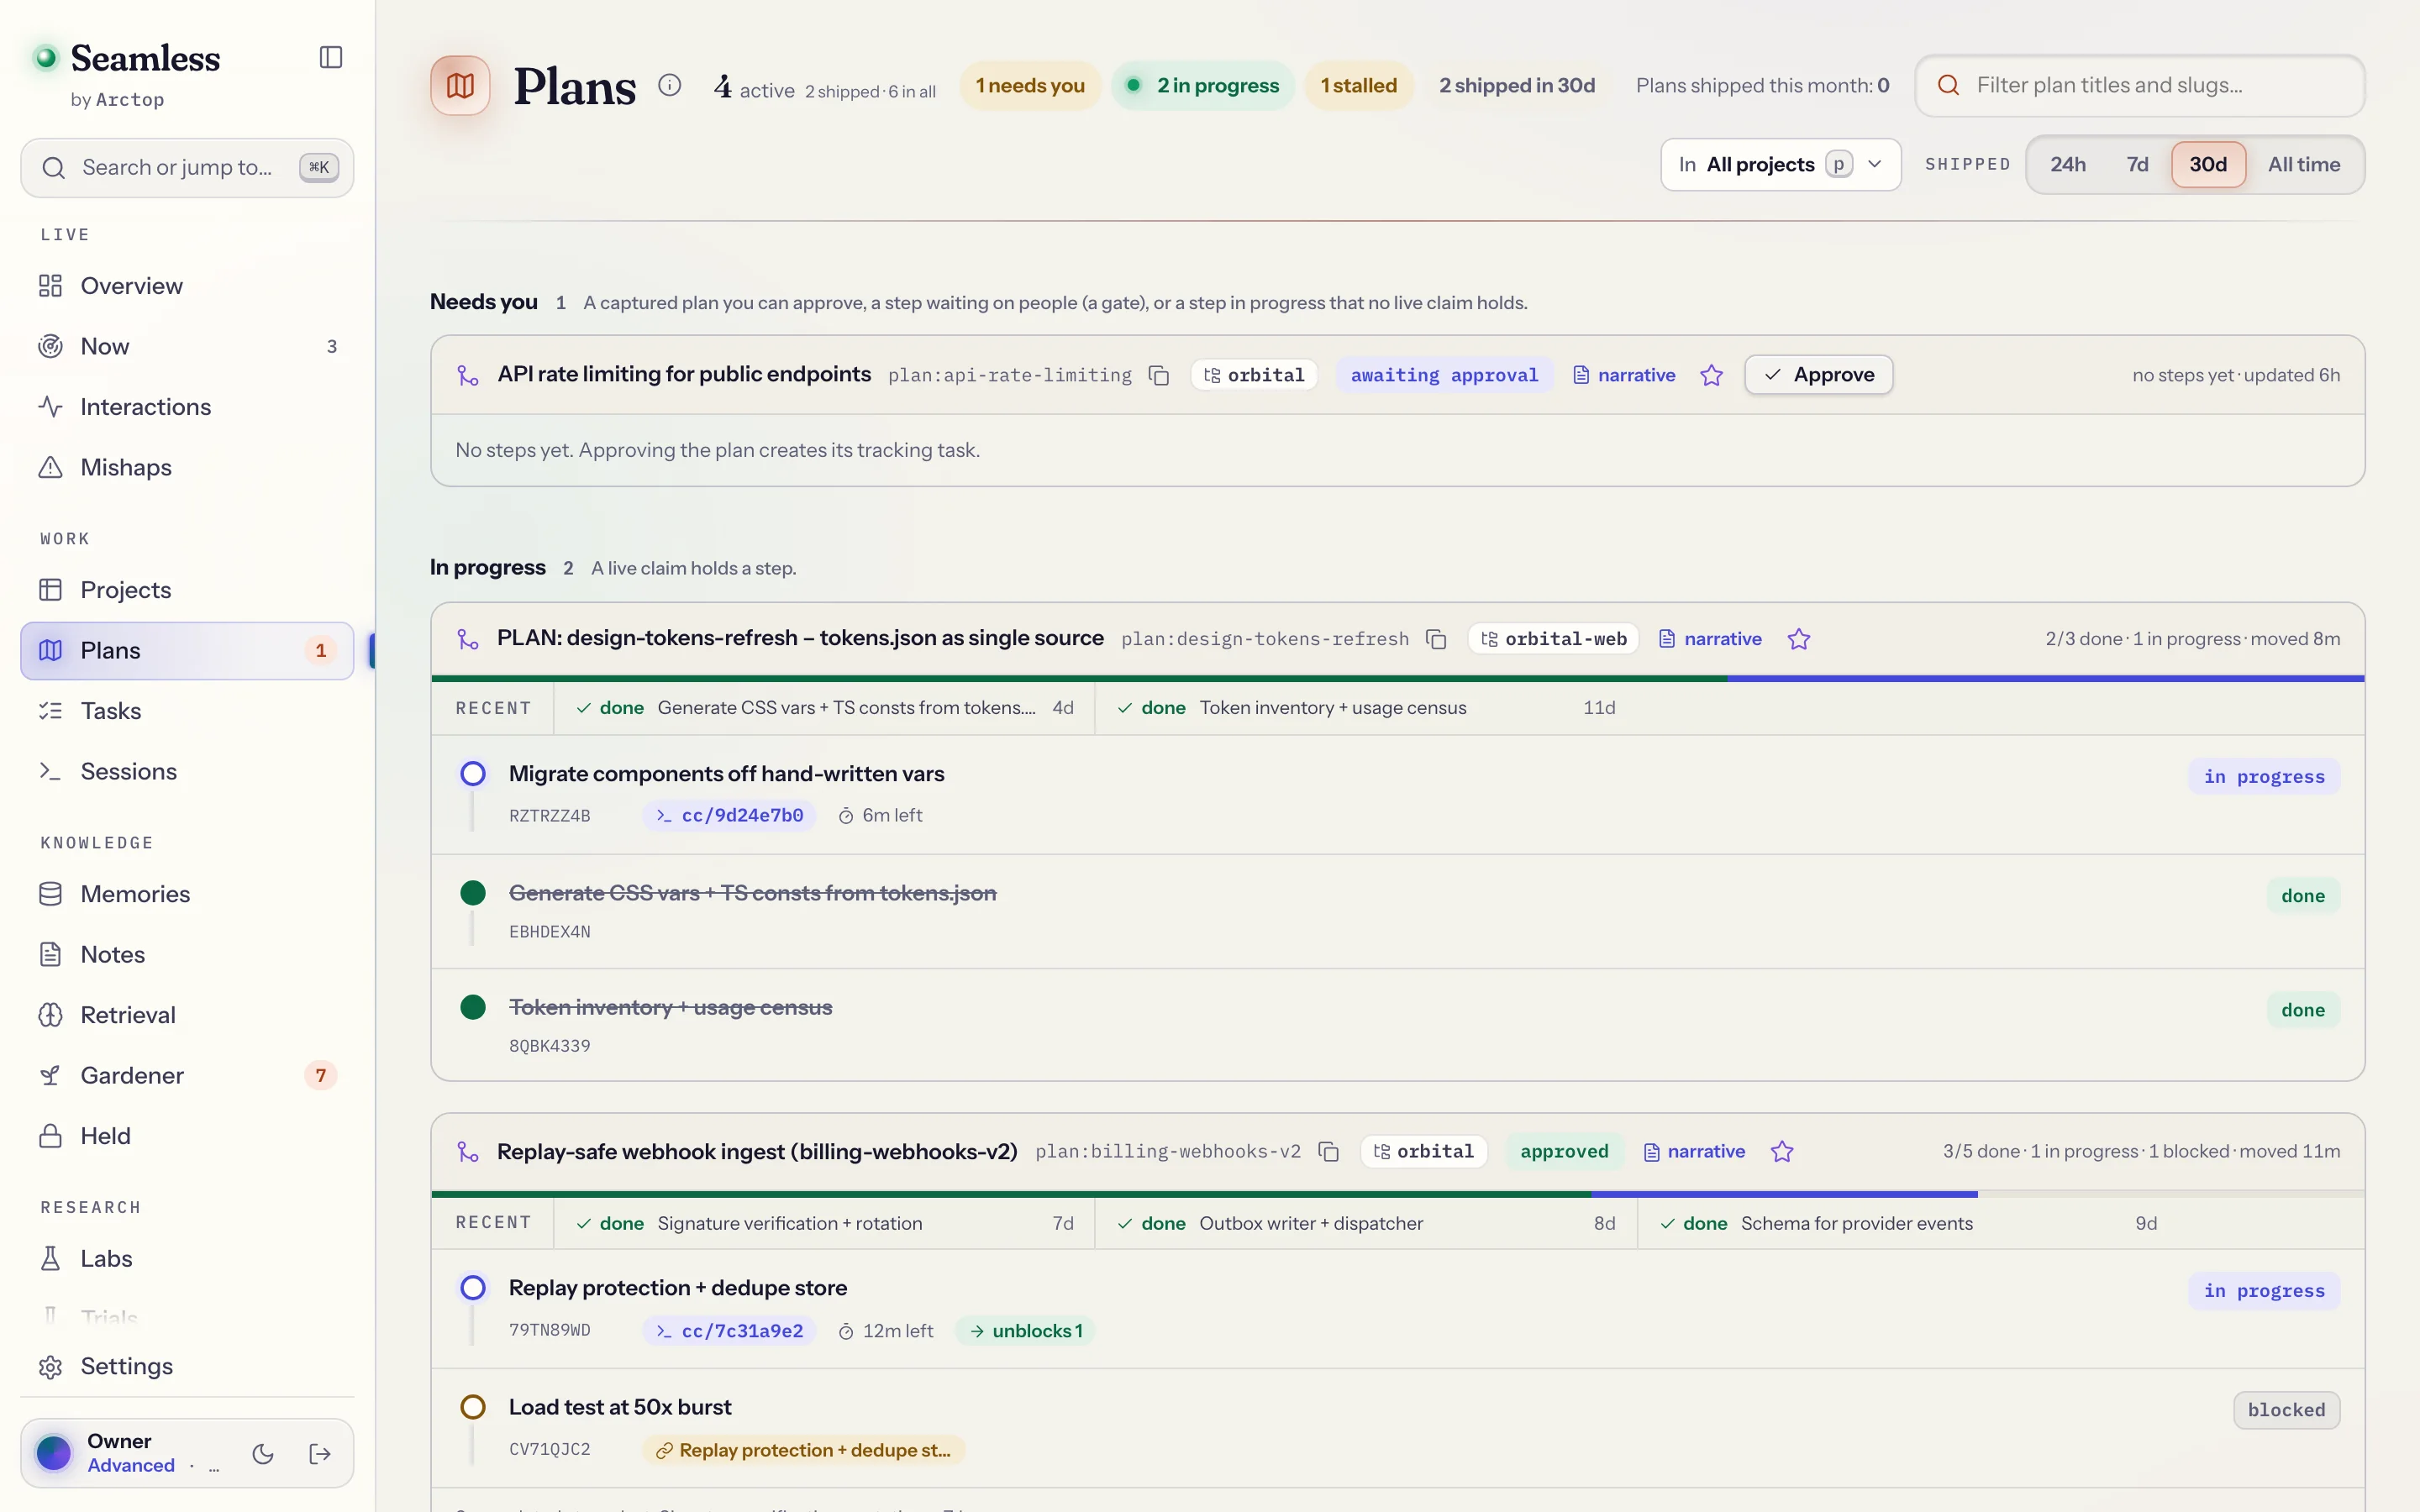 Seamless
by Arctop
Search or jump to... ⌘K
LIVE
Overview
Now 3
Interactions
Mishaps
WORK
Projects
Plans 1
Tasks
Sessions
KNOWLEDGE
Memories
Notes
Retrieval
Gardener 7
Held
RESEARCH
Labs
Trials
Settings
Owner
Advanced · ...
Plans 4 active 2 shipped · 6 in all 1 needs you 2 in progress 1 stalled 2 shipped in 30d Plans shipped this month: 0 Filter plan titles and slugs...
In All projects p SHIPPED 24h 7d 30d All time
Needs you 1 A captured plan you can approve, a step waiting on people (a gate), or a step in progress that no live claim holds.
API rate limiting for public endpoints plan:api-rate-limiting orbital awaiting approval narrative Approve no steps yet · updated 6h
No steps yet. Approving the plan creates its tracking task.
In progress 2 A live claim holds a step.
PLAN: design-tokens-refresh – tokens.json as single source plan:design-tokens-refresh orbital-web narrative 2/3 done · 1 in progress · moved 8m
RECENT done Generate CSS vars + TS consts from tokens.... 4d done Token inventory + usage census 11d
Migrate components off hand-written vars in progress
RZTRZZ4B cc/9d24e7b0 6m left
Generate CSS vars + TS consts from tokens.json done
EBHDEX4N
Token inventory + usage census done
8QBK4339
Replay-safe webhook ingest (billing-webhooks-v2) plan:billing-webhooks-v2 orbital approved narrative 3/5 done · 1 in progress · 1 blocked · moved 11m
RECENT done Signature verification + rotation 7d done Outbox writer + dispatcher 8d done Schema for provider events 9d
Replay protection + dedupe store in progress
79TN89WD cc/7c31a9e2 12m left unblocks 1
Load test at 50x burst blocked
CV71QJC2 Replay protection + dedupe st...